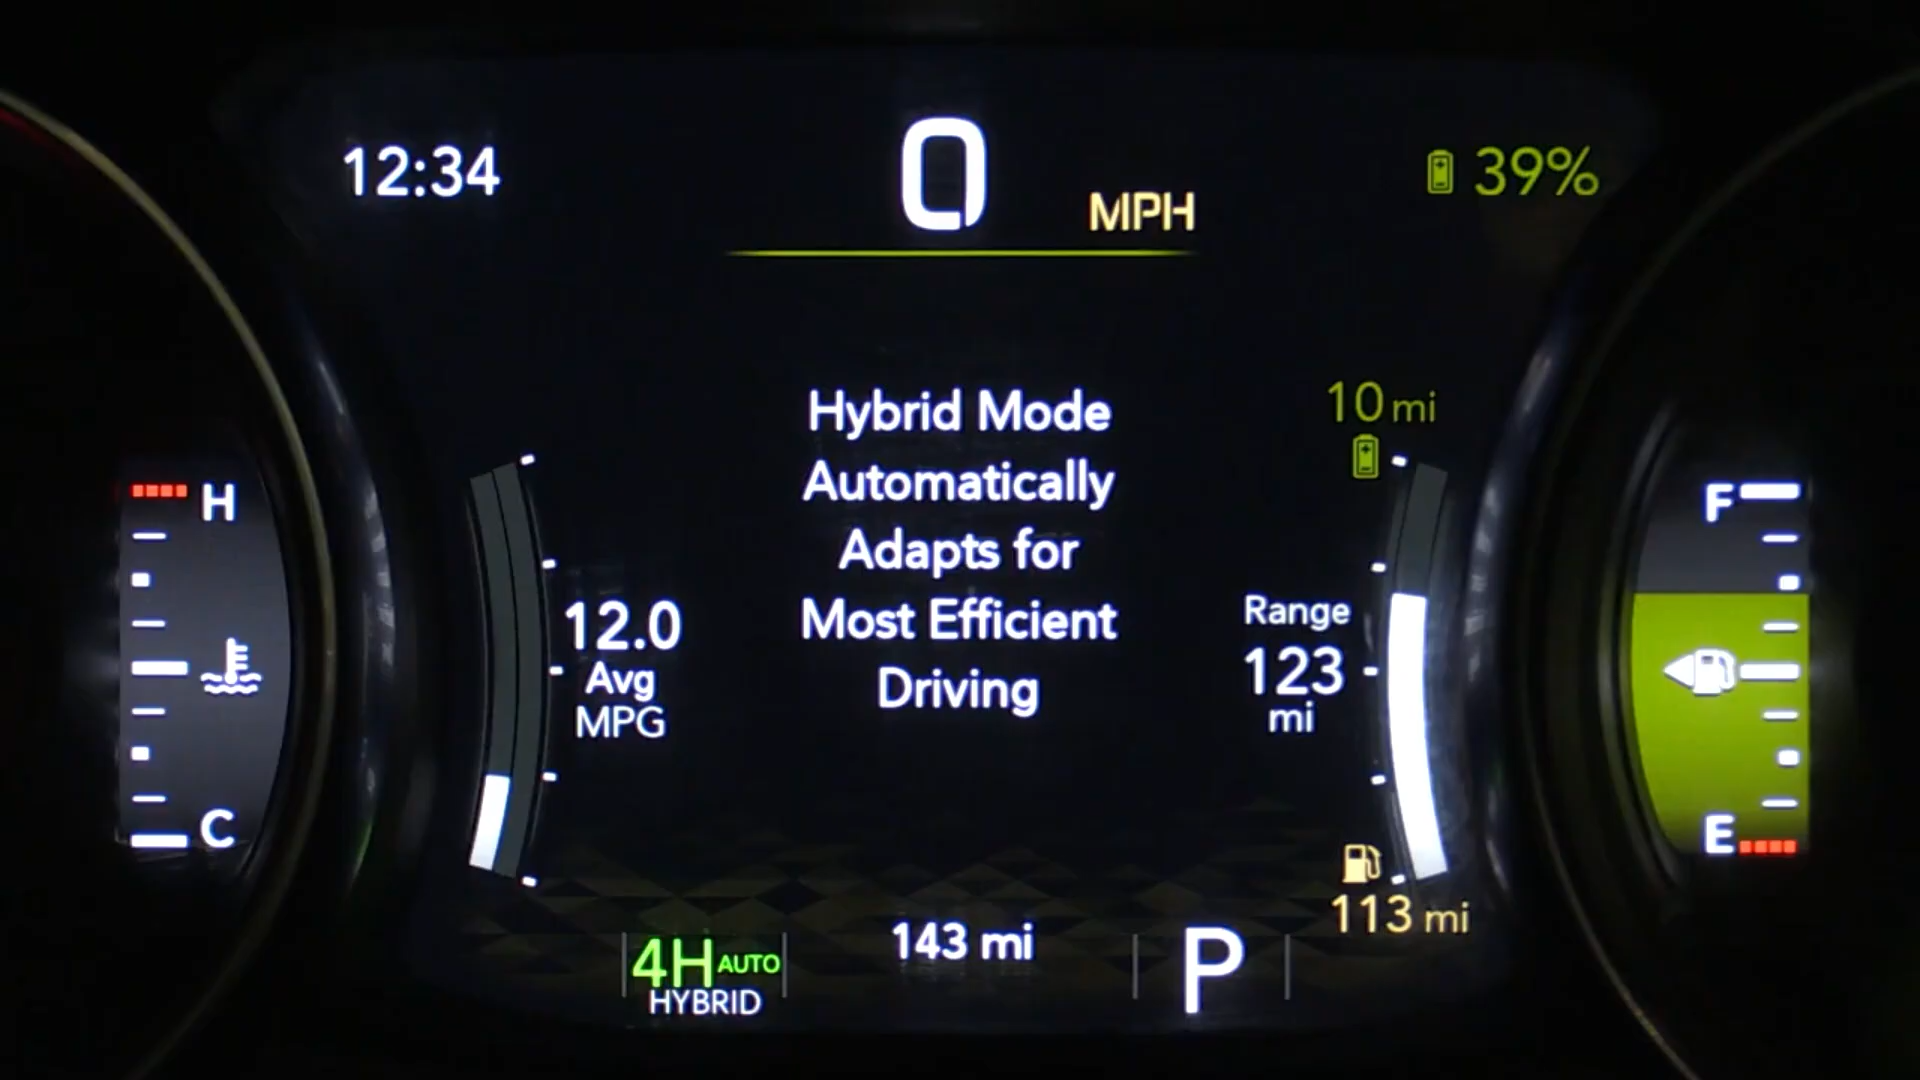 12:34
0 MPH
39%
Hybrid Mode
Automatically
Adapts for
Most Efficient
Driving
10 mi
H
C
12.0
Avg
MPG
Range
123
mi
F
E
113 mi
4H AUTO
HYBRID
143 mi
P